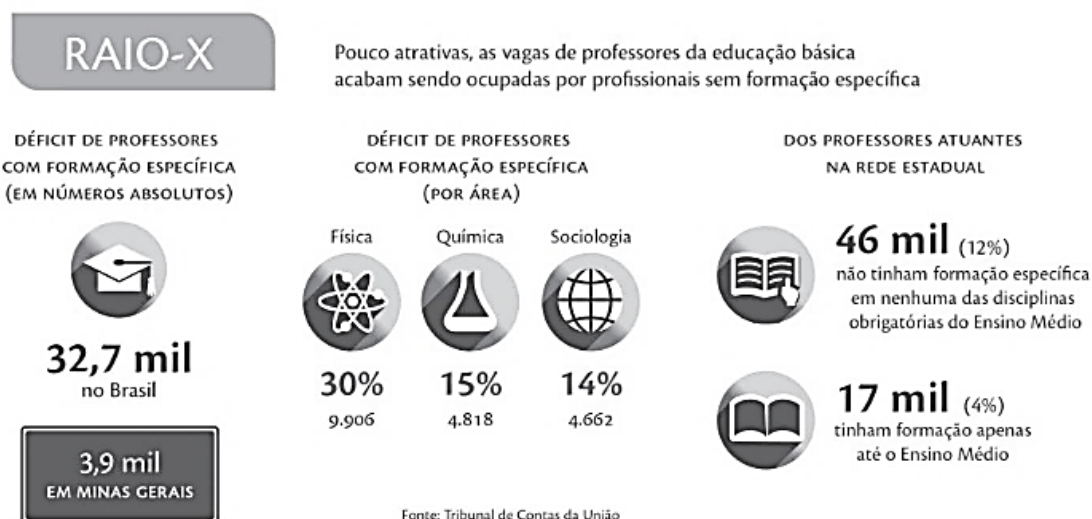 RAIO-X
Pouco atrativas, as vagas de professores da educação básica
acabam sendo ocupadas por profissionais sem formação específica
DÉFICIT DE PROFESSORES
COM FORMAÇÃO ESPECÍFICA
(EM NÚMEROS ABSOLUTOS)
32,7 mil
no Brasil
3,9 mil
EM MINAS GERAIS
DÉFICIT DE PROFESSORES
COM FORMAÇÃO ESPECÍFICA
(POR ÁREA)
Física Química Sociologia
30% 15% 14%
9.906 4.818 4.662
DOS PROFESSORES ATUANTES
NA REDE ESTADUAL
46 mil (12%)
não tinham formação específica
em nenhuma das disciplinas
obrigatórias do Ensino Médio
17 mil (4%)
tinham formação apenas
até o Ensino Médio
Fonte: Tribunal de Contas da União